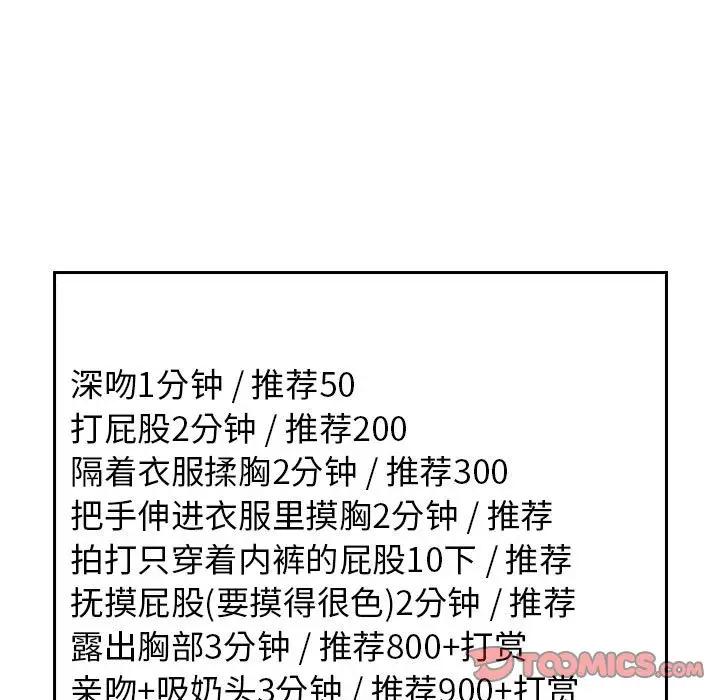 深吻1分钟 / 推荐50
打屁股2分钟 / 推荐200
隔着衣服揉胸2分钟 / 推荐300
把手伸进衣服里摸胸2分钟 / 推荐
拍打只穿着内裤的屁股10下 / 推荐
抚摸屁股(要摸得很色)2分钟 / 推荐
露出胸部3分钟 / 推荐800+打赏
亲吻+吸奶头3分钟 / 推荐900+打赏
TOOMICS.COM